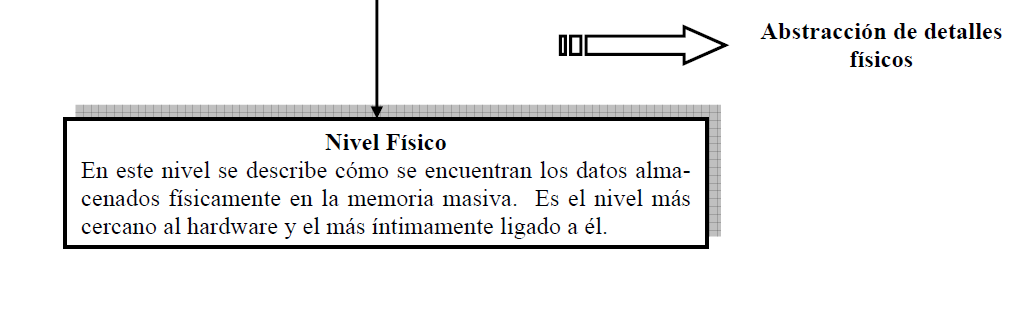 Abstracción de detalles
físicos
Nivel Físico
En este nivel se describe cómo se encuentran los datos alma-
cenados físicamente en la memoria masiva. Es el nivel más
cercano al hardware y el más íntimamente ligado a él.